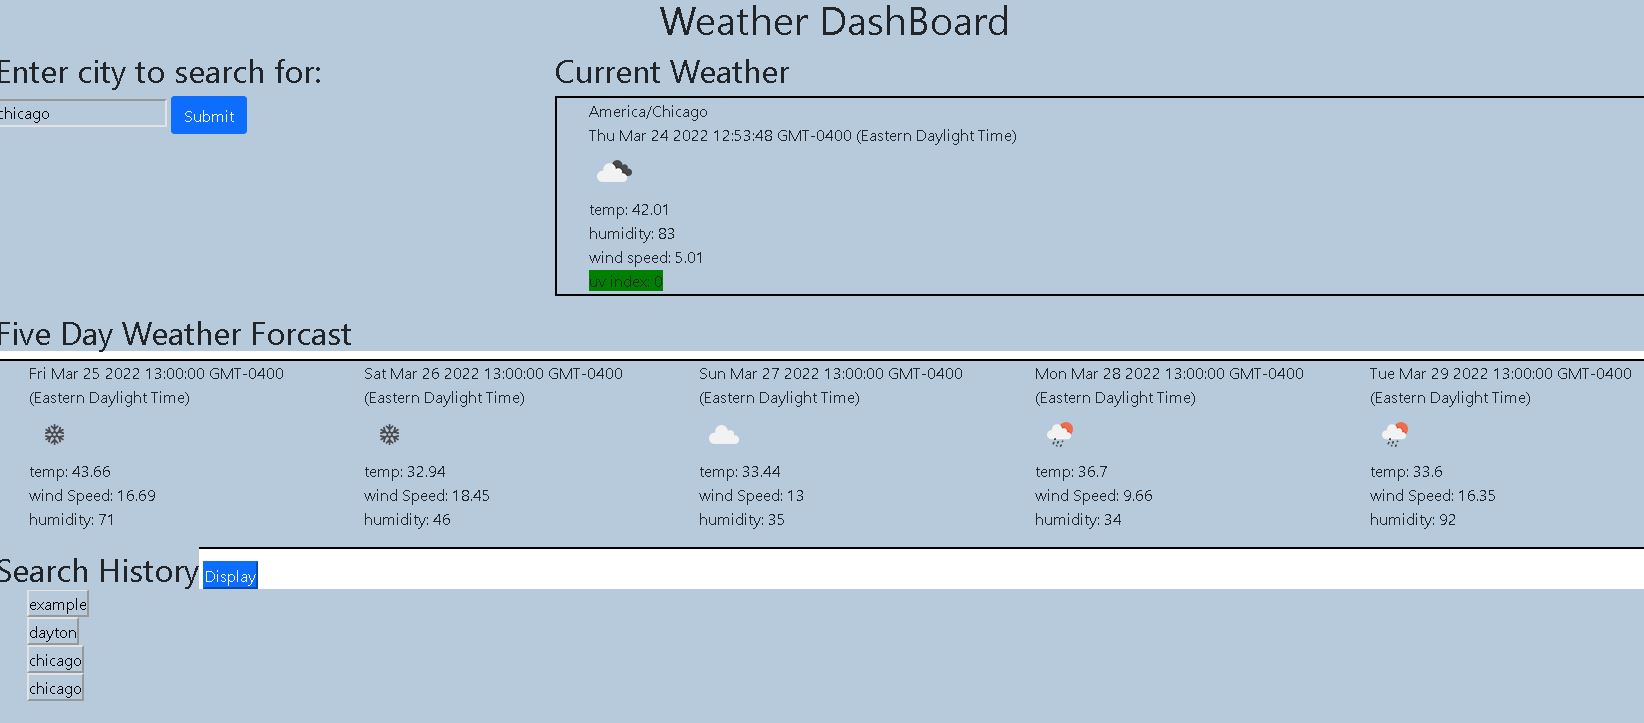 Weather DashBoard
Enter city to search for:
chicago
Submit
Current Weather
America/Chicago
Thu Mar 24 2022 12:53:48 GMT-0400 (Eastern Daylight Time)
temp: 42.01
humidity: 83
wind speed: 5.01
uv index: 0
Five Day Weather Forcast
Fri Mar 25 2022 13:00:00 GMT-0400
(Eastern Daylight Time)
temp: 43.66
wind Speed: 16.69
humidity: 71
Sat Mar 26 2022 13:00:00 GMT-0400
(Eastern Daylight Time)
temp: 32.94
wind Speed: 18.45
humidity: 46
Sun Mar 27 2022 13:00:00 GMT-0400
(Eastern Daylight Time)
temp: 33.44
wind Speed: 13
humidity: 35
Mon Mar 28 2022 13:00:00 GMT-0400
(Eastern Daylight Time)
temp: 36.7
wind Speed: 9.66
humidity: 34
Tue Mar 29 2022 13:00:00 GMT-0400
(Eastern Daylight Time)
temp: 33.6
wind Speed: 16.35
humidity: 92
Search History
Display
example
dayton
chicago
chicago